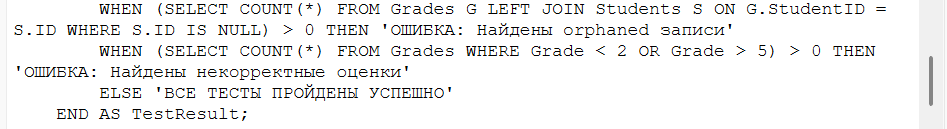 WHEN (SELECT COUNT(*) FROM Grades G LEFT JOIN Students S ON G.StudentID =
S.ID WHERE S.ID IS NULL) > 0 THEN 'ОШИБКА: Найдены orphaned записи'
WHEN (SELECT COUNT(*) FROM Grades WHERE Grade < 2 OR Grade > 5) > 0 THEN
'ОШИБКА: Найдены некорректные оценки'
ELSE 'ВСЕ ТЕСТЫ ПРОЙДЕНЫ УСПЕШНО'
END AS TestResult;